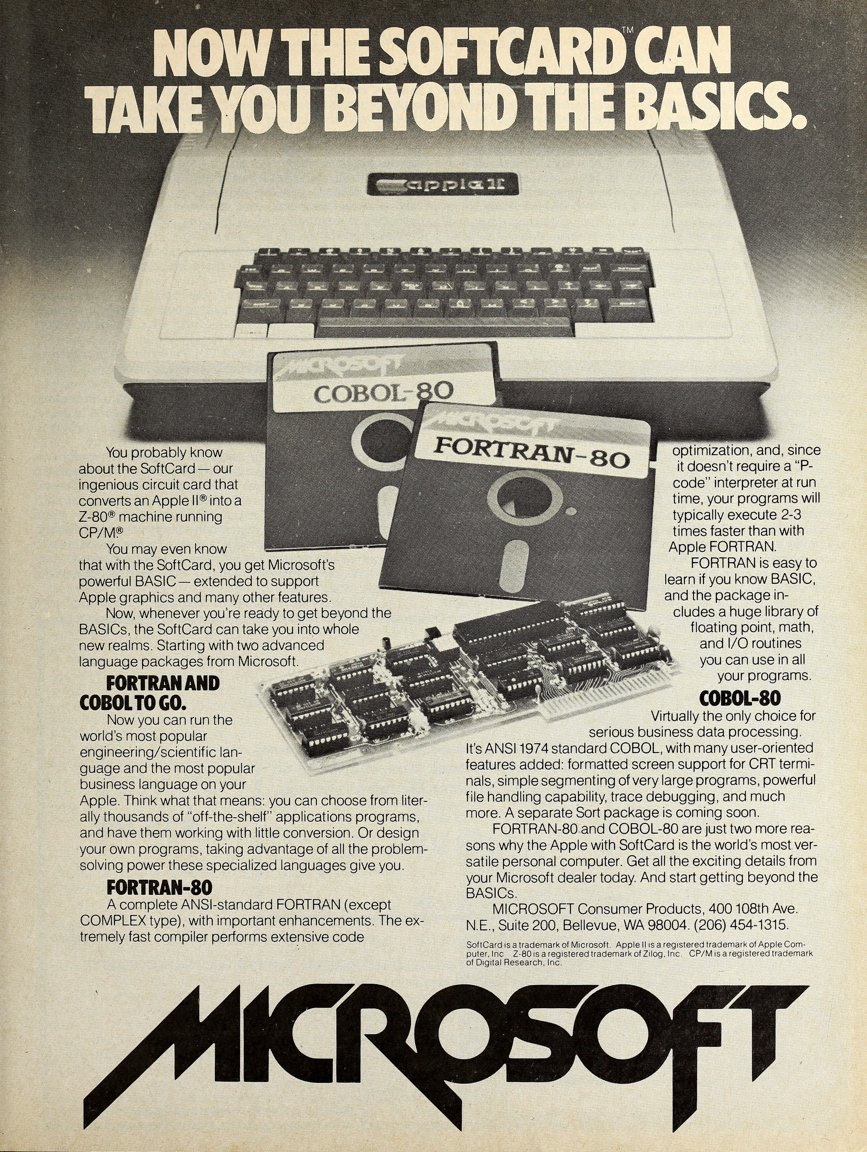 NOW THE SOFTCARD™ CAN
TAKE YOU BEYOND THE BASICS.
apple II
MICROSOFT
COBOL-80
MICROSOFT
FORTRAN-80
You probably know
about the SoftCard — our
ingenious circuit card that
converts an Apple II® into a
Z-80® machine running
CP/M®
You may even know
that with the SoftCard, you get Microsoft's
powerful BASIC — extended to support
Apple graphics and many other features.
Now, whenever you're ready to get beyond the
BASICs, the SoftCard can take you into whole
new realms. Starting with two advanced
language packages from Microsoft.
FORTRAN AND
COBOL TO GO.
Now you can run the
world's most popular
engineering/scientific lan-
guage and the most popular
business language on your
Apple. Think what that means: you can choose from liter-
ally thousands of "off-the-shelf" applications programs,
and have them working with little conversion. Or design
your own programs, taking advantage of all the problem-
solving power these specialized languages give you.
FORTRAN-80
A complete ANSI-standard FORTRAN (except
COMPLEX type), with important enhancements. The ex-
tremely fast compiler performs extensive code
optimization, and, since
it doesn't require a "P-
code" interpreter at run
time, your programs will
typically execute 2-3
times faster than with
Apple FORTRAN.
FORTRAN is easy to
learn if you know BASIC,
and the package in-
cludes a huge library of
floating point, math,
and I/O routines
you can use in all
your programs.
COBOL-80
Virtually the only choice for
serious business data processing.
It's ANSI 1974 standard COBOL, with many user-oriented
features added: formatted screen support for CRT termi-
nals, simple segmenting of very large programs, powerful
file handling capability, trace debugging, and much
more. A separate Sort package is coming soon.
FORTRAN-80 and COBOL-80 are just two more rea-
sons why the Apple with SoftCard is the world's most ver-
satile personal computer. Get all the exciting details from
your Microsoft dealer today. And start getting beyond the
BASICs.
MICROSOFT Consumer Products, 400 108th Ave.
N.E., Suite 200, Bellevue, WA 98004. (206) 454-1315.
SoftCard is a trademark of Microsoft. Apple II is a registered trademark of Apple Com-
puter, Inc Z-80 is a registered trademark of Zilog, Inc. CP/M is a registered trademark
of Digital Research, Inc.
MICROSOFT